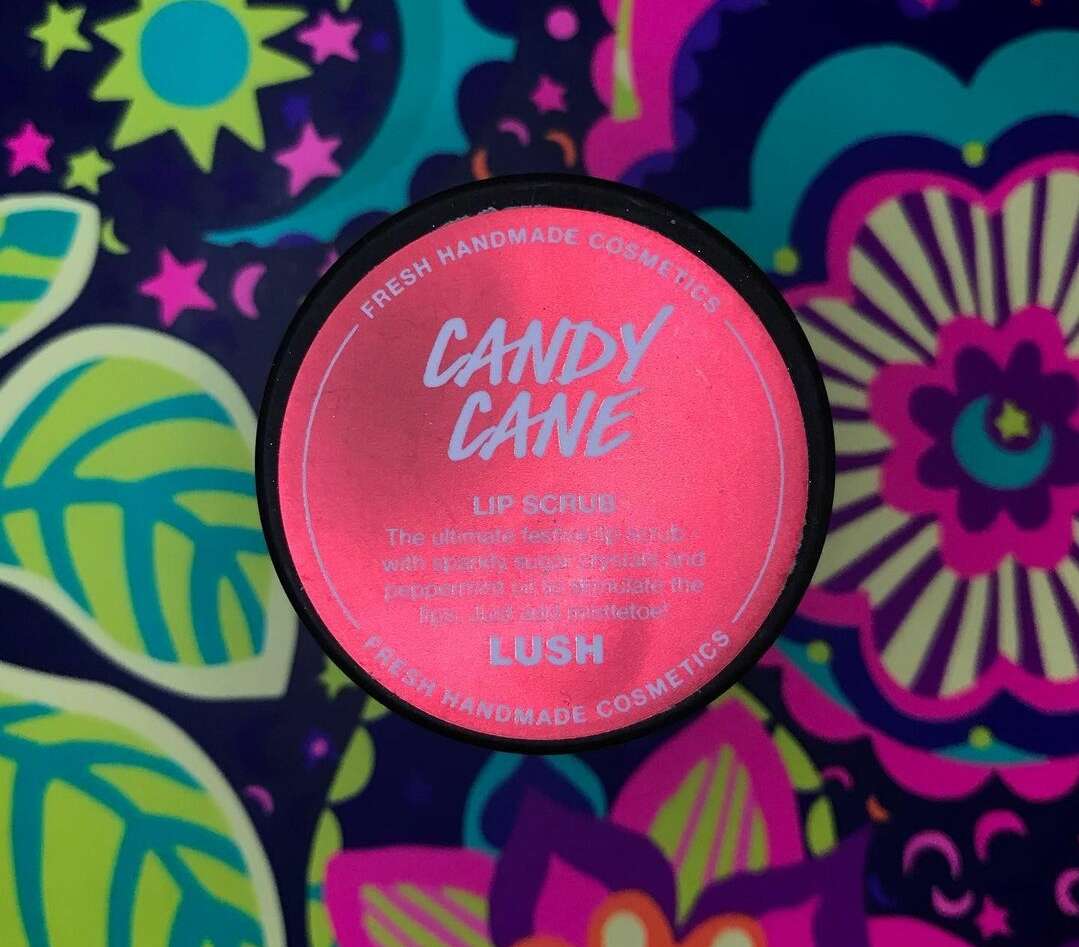 FRESH HANDMADE COSMETICS
CANDY
CANE
LIP SCRUB
The ultimate festive lip scrub
with sparkly sugar crystals and
peppermint oil to stimulate the
lips. Just add mistletoe!
LUSH
FRESH HANDMADE COSMETICS